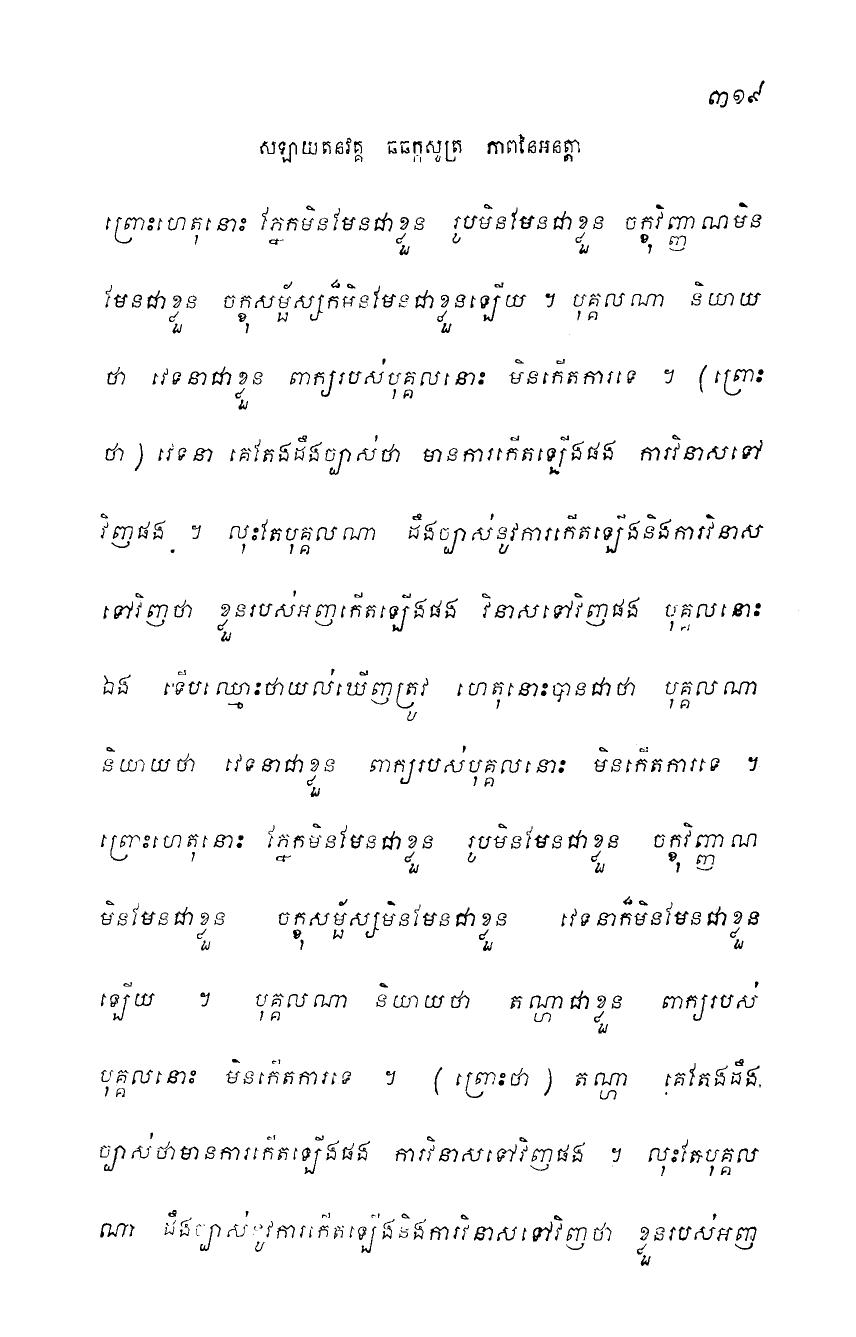 ៣១៩
សឡាយតនវគ្គ ឆឆក្កសូត្រ ភាពនៃអនត្តា
ព្រោះហេតុនោះ ភ្នែកមិនមែនជាខ្លួន រូបមិនមែនជាខ្លួន ចក្ខុវិញ្ញាណមិន
មែនជាខ្លួន ចក្ខុសម្ផ័ស្សក៏មិនមែនជាខ្លួនឡើយ ។ បុគ្គលណា និយាយ
ថា វេទនាជាខ្លួន ពាក្យរបស់បុគ្គលនោះ មិនកើតការទេ ។ (ព្រោះ
ថា) វេទនា គេតែងដឹងច្បាស់ថា មានការកើតឡើងផង ការវិនាសទៅ
វិញផង ។ លុះតែបុគ្គលណា ដឹងច្បាស់នូវការកើតឡើងនិងការវិនាស
ទៅវិញថា ខ្លួនរបស់អញកើតឡើងផង វិនាសទៅវិញផង បុគ្គលនោះ
ឯង ទើបឈ្មោះថាយល់ឃើញត្រូវ ហេតុនោះបានជាថា បុគ្គលណា
និយាយថា វេទនាជាខ្លួន ពាក្យរបស់បុគ្គលនោះ មិនកើតការទេ ។
ព្រោះហេតុនោះ ភ្នែកមិនមែនជាខ្លួន រូបមិនមែនជាខ្លួន ចក្ខុវិញ្ញាណ
មិនមែនជាខ្លួន ចក្ខុសម្ផ័ស្សមិនមែនជាខ្លួន វេទនាក៏មិនមែនជាខ្លួន
ឡើយ ។ បុគ្គលណា និយាយថា តណ្ហាជាខ្លួន ពាក្យរបស់
បុគ្គលនោះ មិនកើតការទេ ។ (ព្រោះថា) តណ្ហា គេតែងដឹង
ច្បាស់ថាមានការកើតឡើងផង ការវិនាសទៅវិញផង ។ លុះតែបុគ្គល
ណា ដឹងច្បាស់នូវការកើតឡើងនិងការវិនាសទៅវិញថា ខ្លួនរបស់អញ